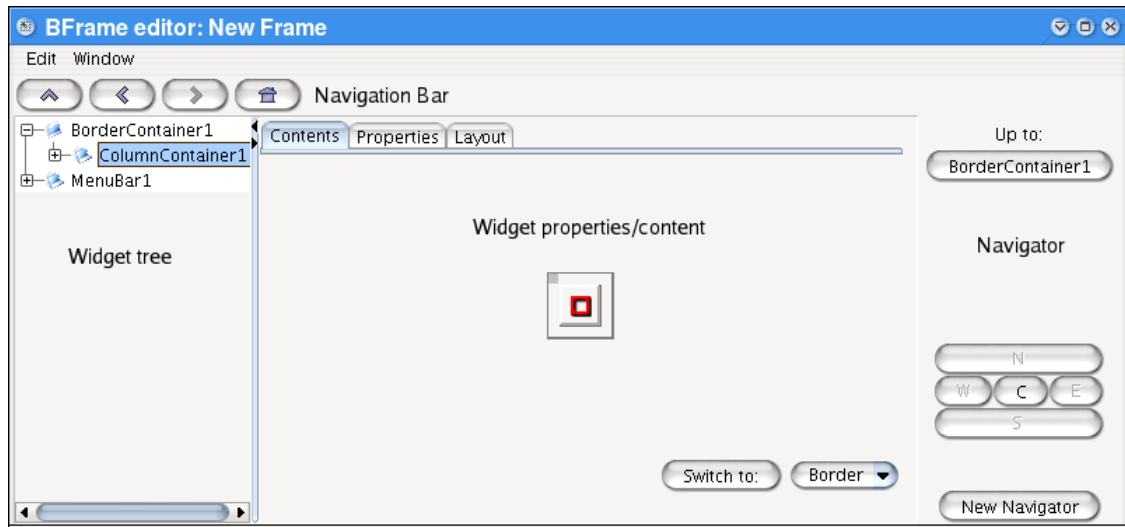 BFrame editor: New Frame
Edit Window
Navigation Bar
BorderContainer1
ColumnContainer1
MenuBar1
Widget tree
Contents Properties Layout
Widget properties/content
Switch to: Border
Up to:
BorderContainer1
Navigator
N
W C E
S
New Navigator